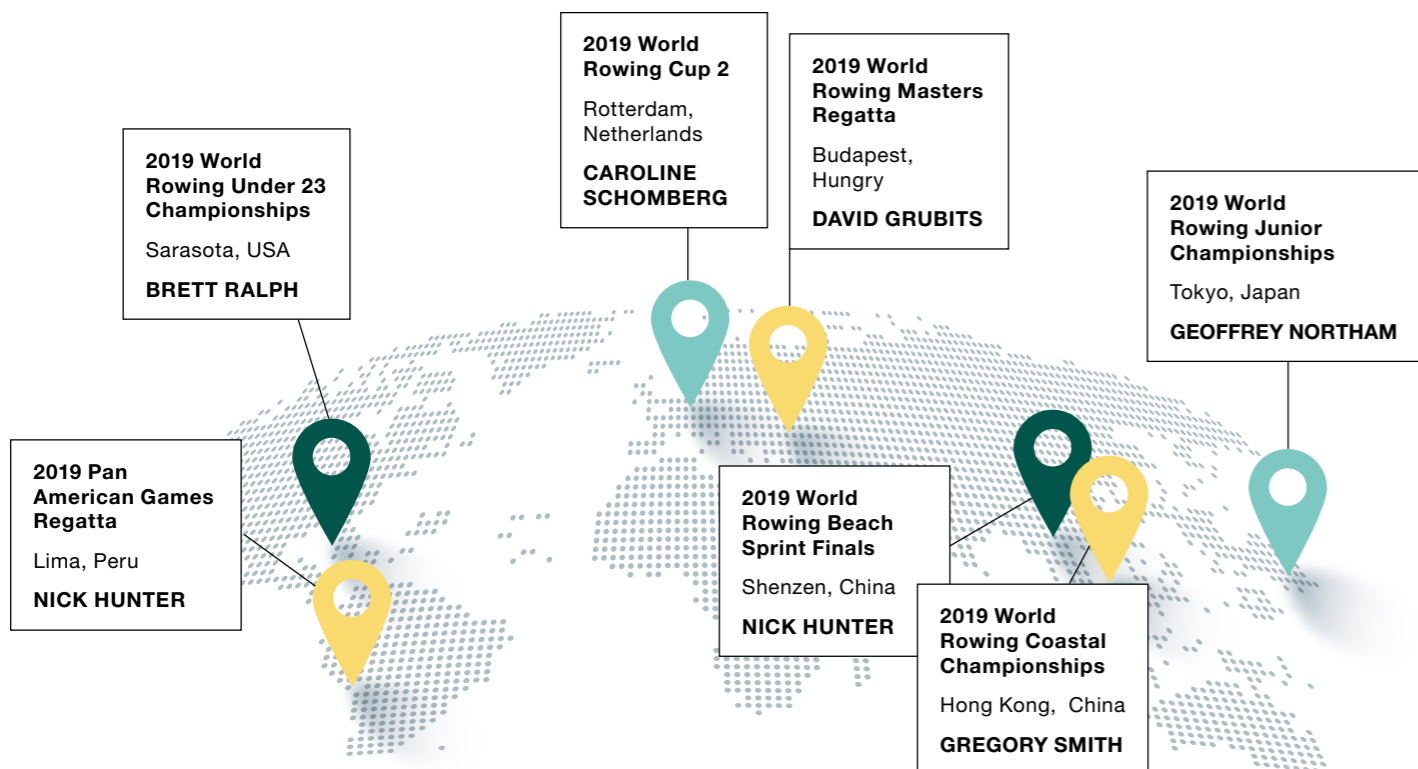 2019 World
Rowing Cup 2
Rotterdam,
Netherlands
CAROLINE
SCHOMBERG
2019 World
Rowing Masters
Regatta
Budapest,
Hungry
DAVID GRUBITS
2019 World
Rowing Under 23
Championships
Sarasota, USA
BRETT RALPH
2019 World
Rowing Junior
Championships
Tokyo, Japan
GEOFFREY NORTHAM
2019 Pan
American Games
Regatta
Lima, Peru
NICK HUNTER
2019 World
Rowing Beach
Sprint Finals
Shenzen, China
NICK HUNTER
2019 World
Rowing Coastal
Championships
Hong Kong, China
GREGORY SMITH